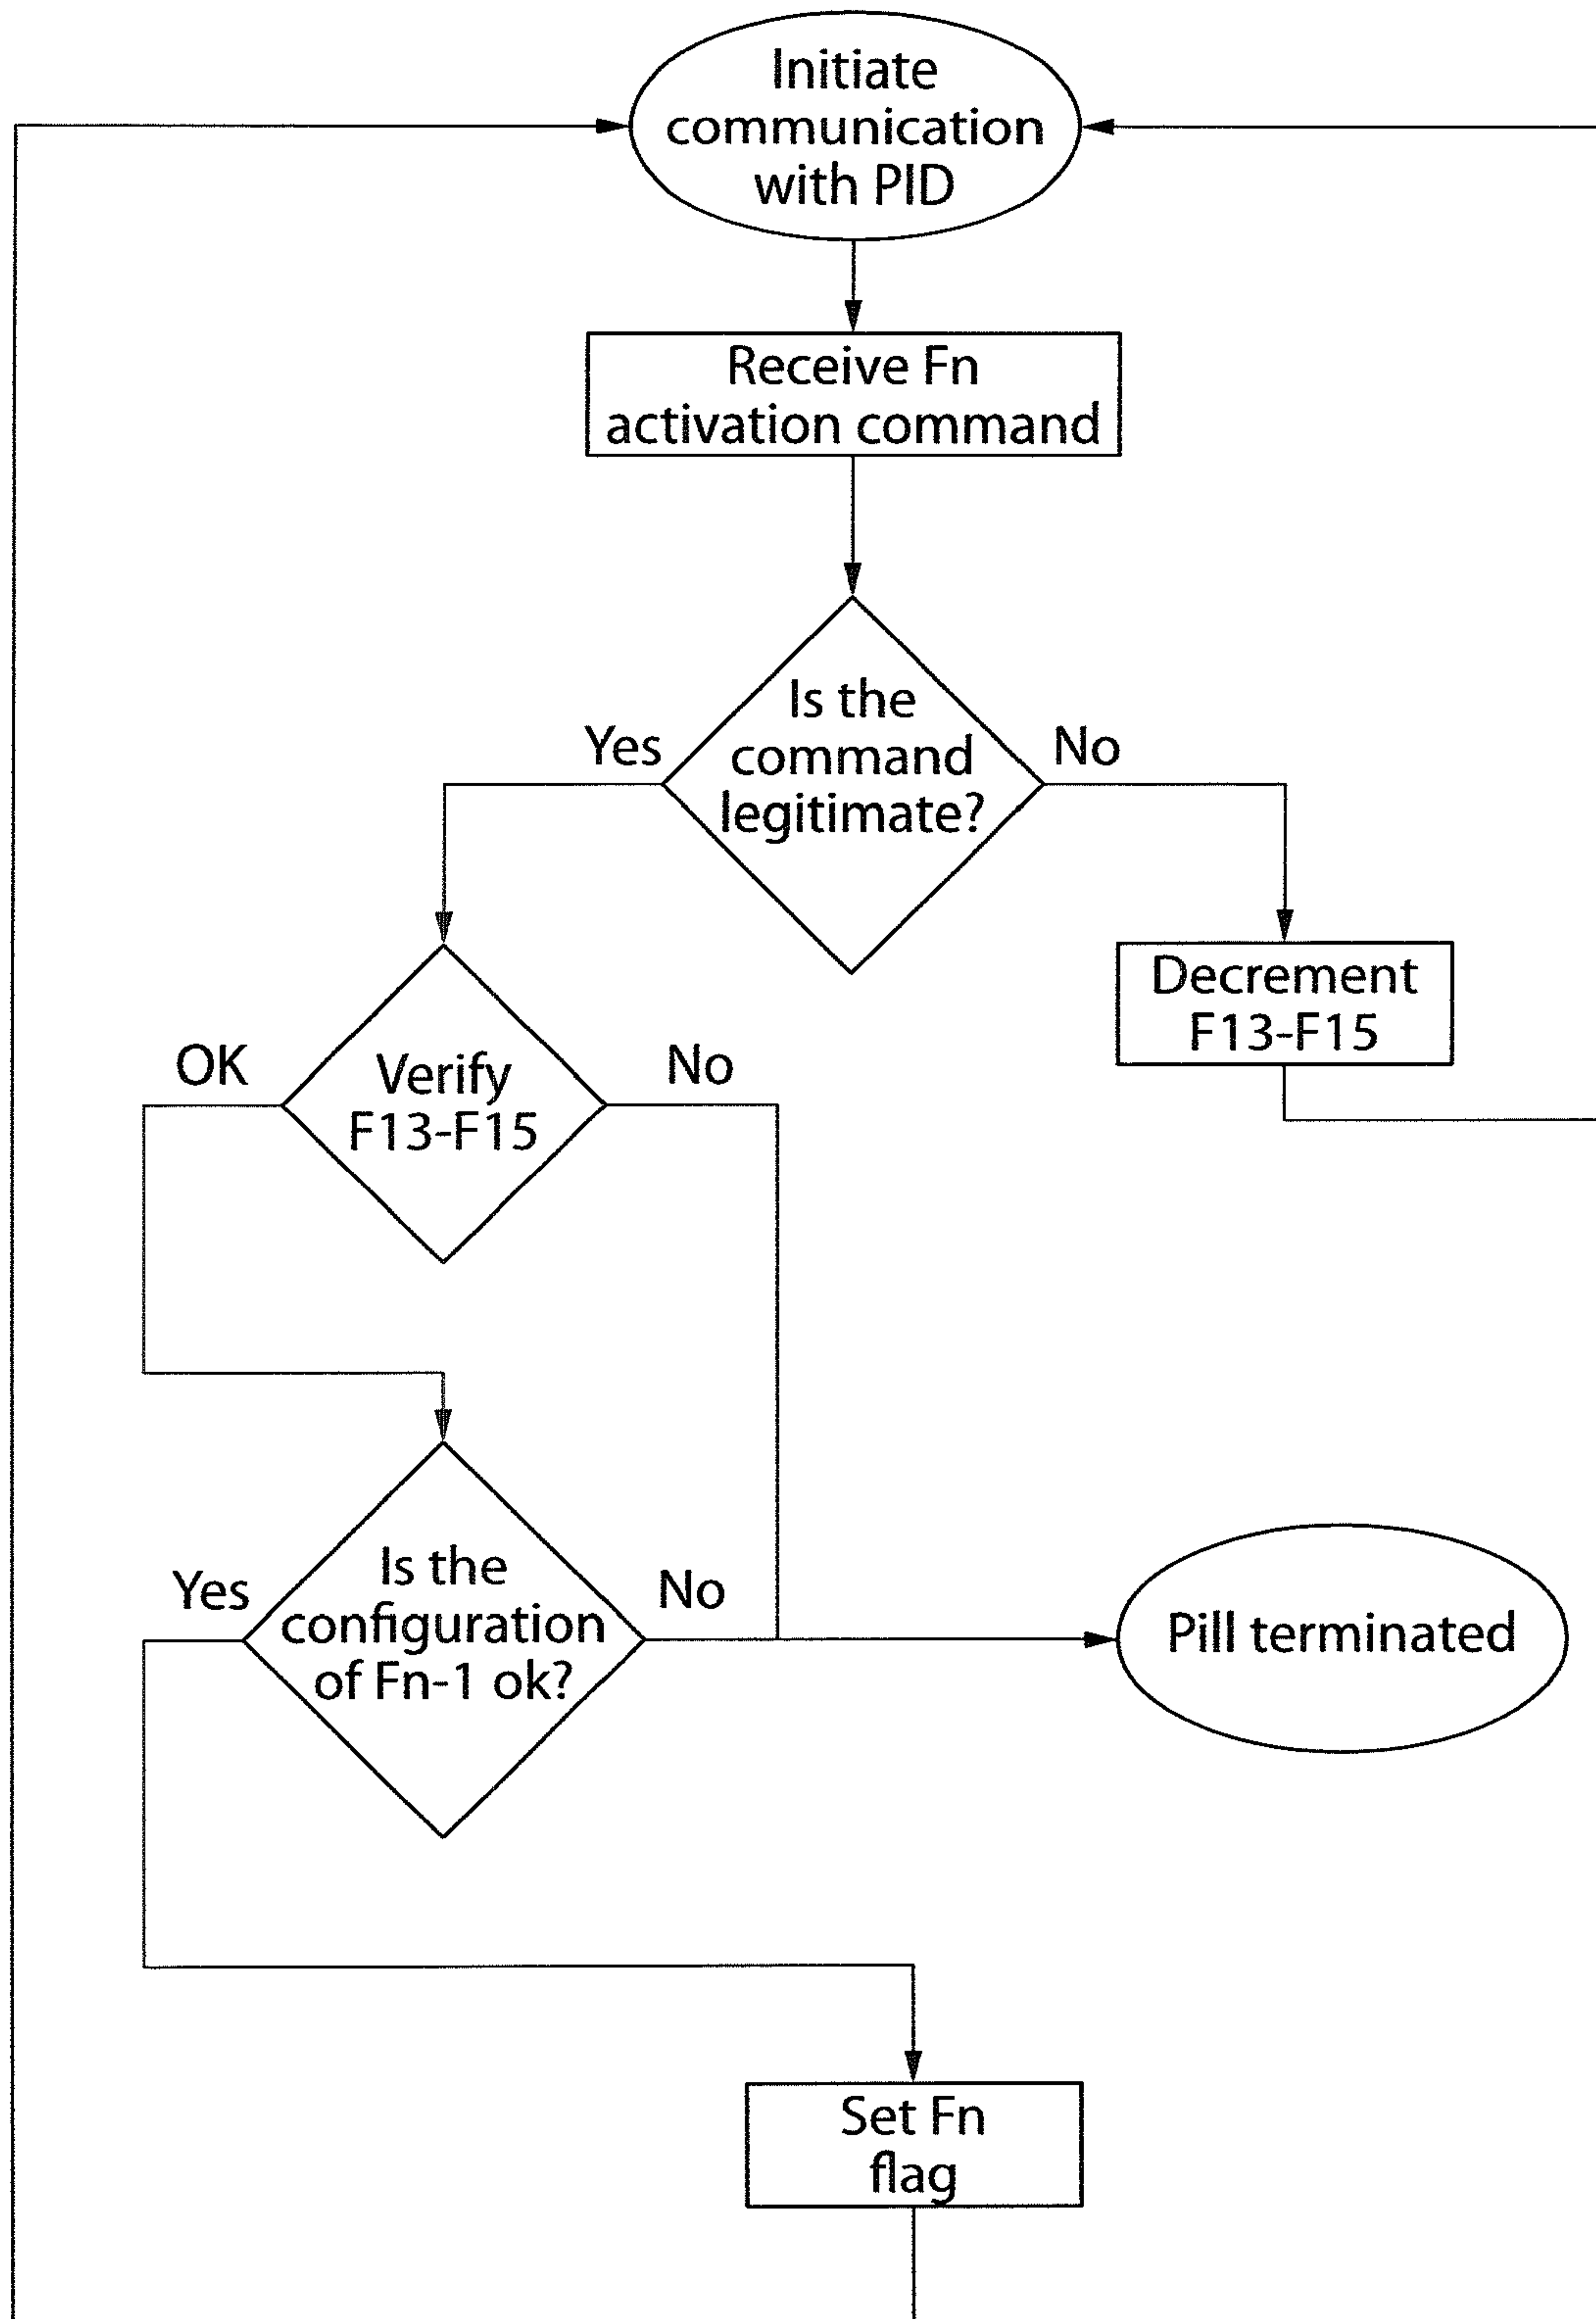 Initiate
communication
with PID
Receive Fn
activation command
Is the
command
legitimate?
Yes
No
Decrement
F13-F15
Verify
F13-F15
OK
No
Is the
configuration
of Fn-1 ok?
Yes
No
Pill terminated
Set Fn
flag